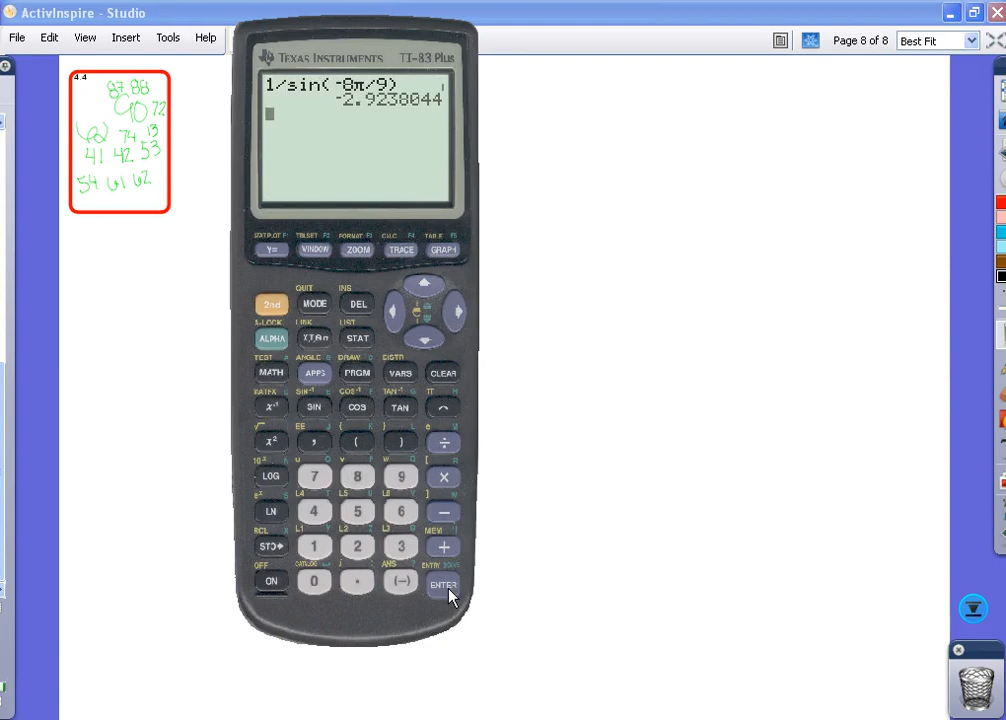 ActivInspire - Studio
File Edit View Insert Tools Help
Page 8 of 8
Best Fit
4.4
87 88
90 72
74 13
41 42 53
54 61 62
TEXAS INSTRUMENTS TI-83 Plus
1/sin(-8π/9)
-2.9238044
STAT PLOT F1 TBLSET F2 FORMAT F3 CALC F4 TABLE F5
Y= WINDOW ZOOM TRACE GRAPH
QUIT INS
2nd MODE DEL
A-LOCK LINK LIST
ALPHA X,T,θ,n STAT
TEST A ANGLE B DRAW C DISTR
MATH APPS PRGM VARS CLEAR
MATRX D SIN⁻¹ E COS⁻¹ F TAN⁻¹ G π H
x⁻¹ SIN COS TAN ^
√ I EE J { K } L e M
x² , ( ) ÷
10ˣ N u O v P w Q [ R
LOG 7 8 9 ×
eˣ S L4 T L5 U L6 V ] W
LN 4 5 6 −
RCL X L1 Y L2 Z L3 θ MEM "
STO► 1 2 3 +
OFF CATALOG ⎵ i : ANS ? ENTRY SOLVE
ON 0 . (−) ENTER